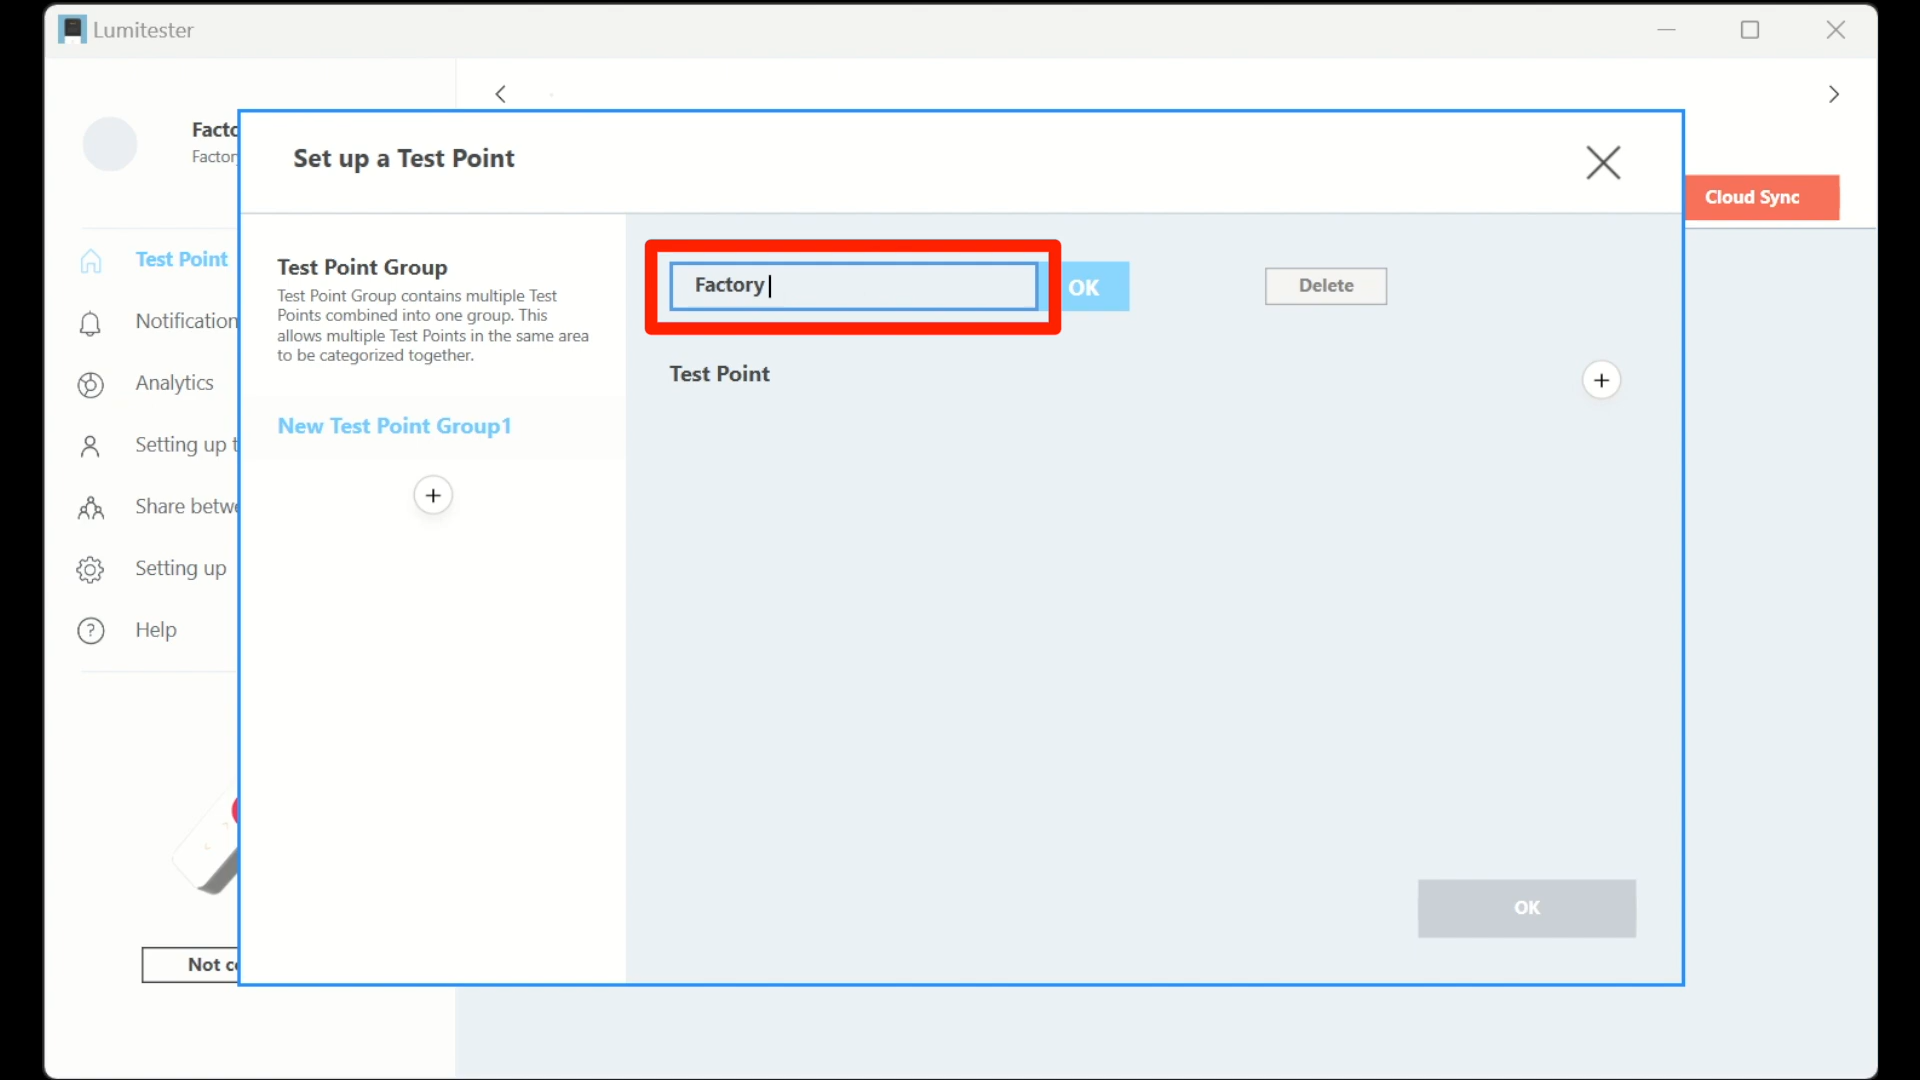 Lumitester
Facto
Factor
Set up a Test Point
Cloud Sync
Test Point
Notification
Analytics
Setting up t
Share betwe
Setting up
Help
Not c
Test Point Group
Test Point Group contains multiple Test
Points combined into one group. This
allows multiple Test Points in the same area
to be categorized together.
New Test Point Group1
+
Factory
OK
Delete
Test Point
+
OK